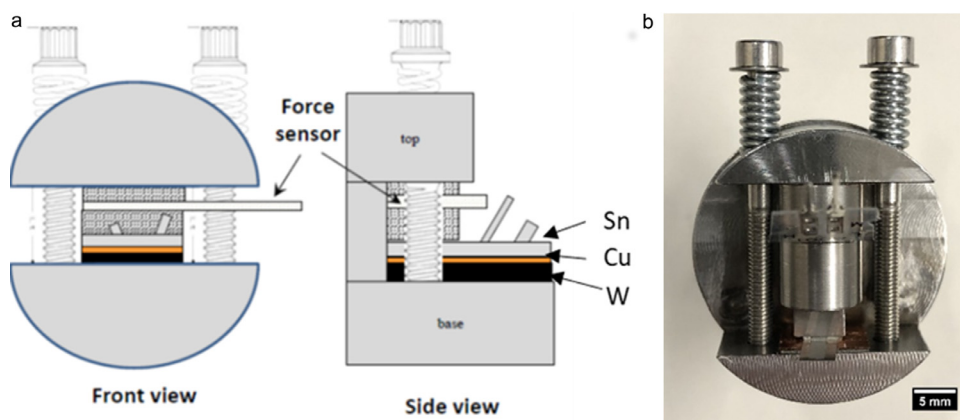 a
b
Force
sensor
top
Sn
Cu
W
base
Front view
Side view
5 mm